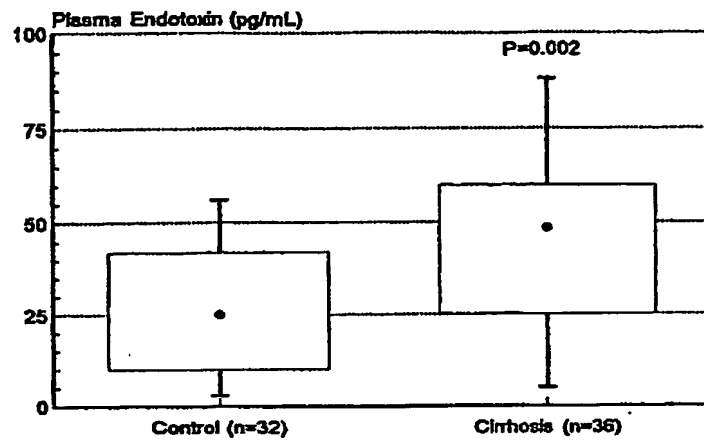 Plasma Endotoxin (pg/mL)
100
P=0.002
75
50
25
0
Control (n=32)
Cirrhosis (n=36)